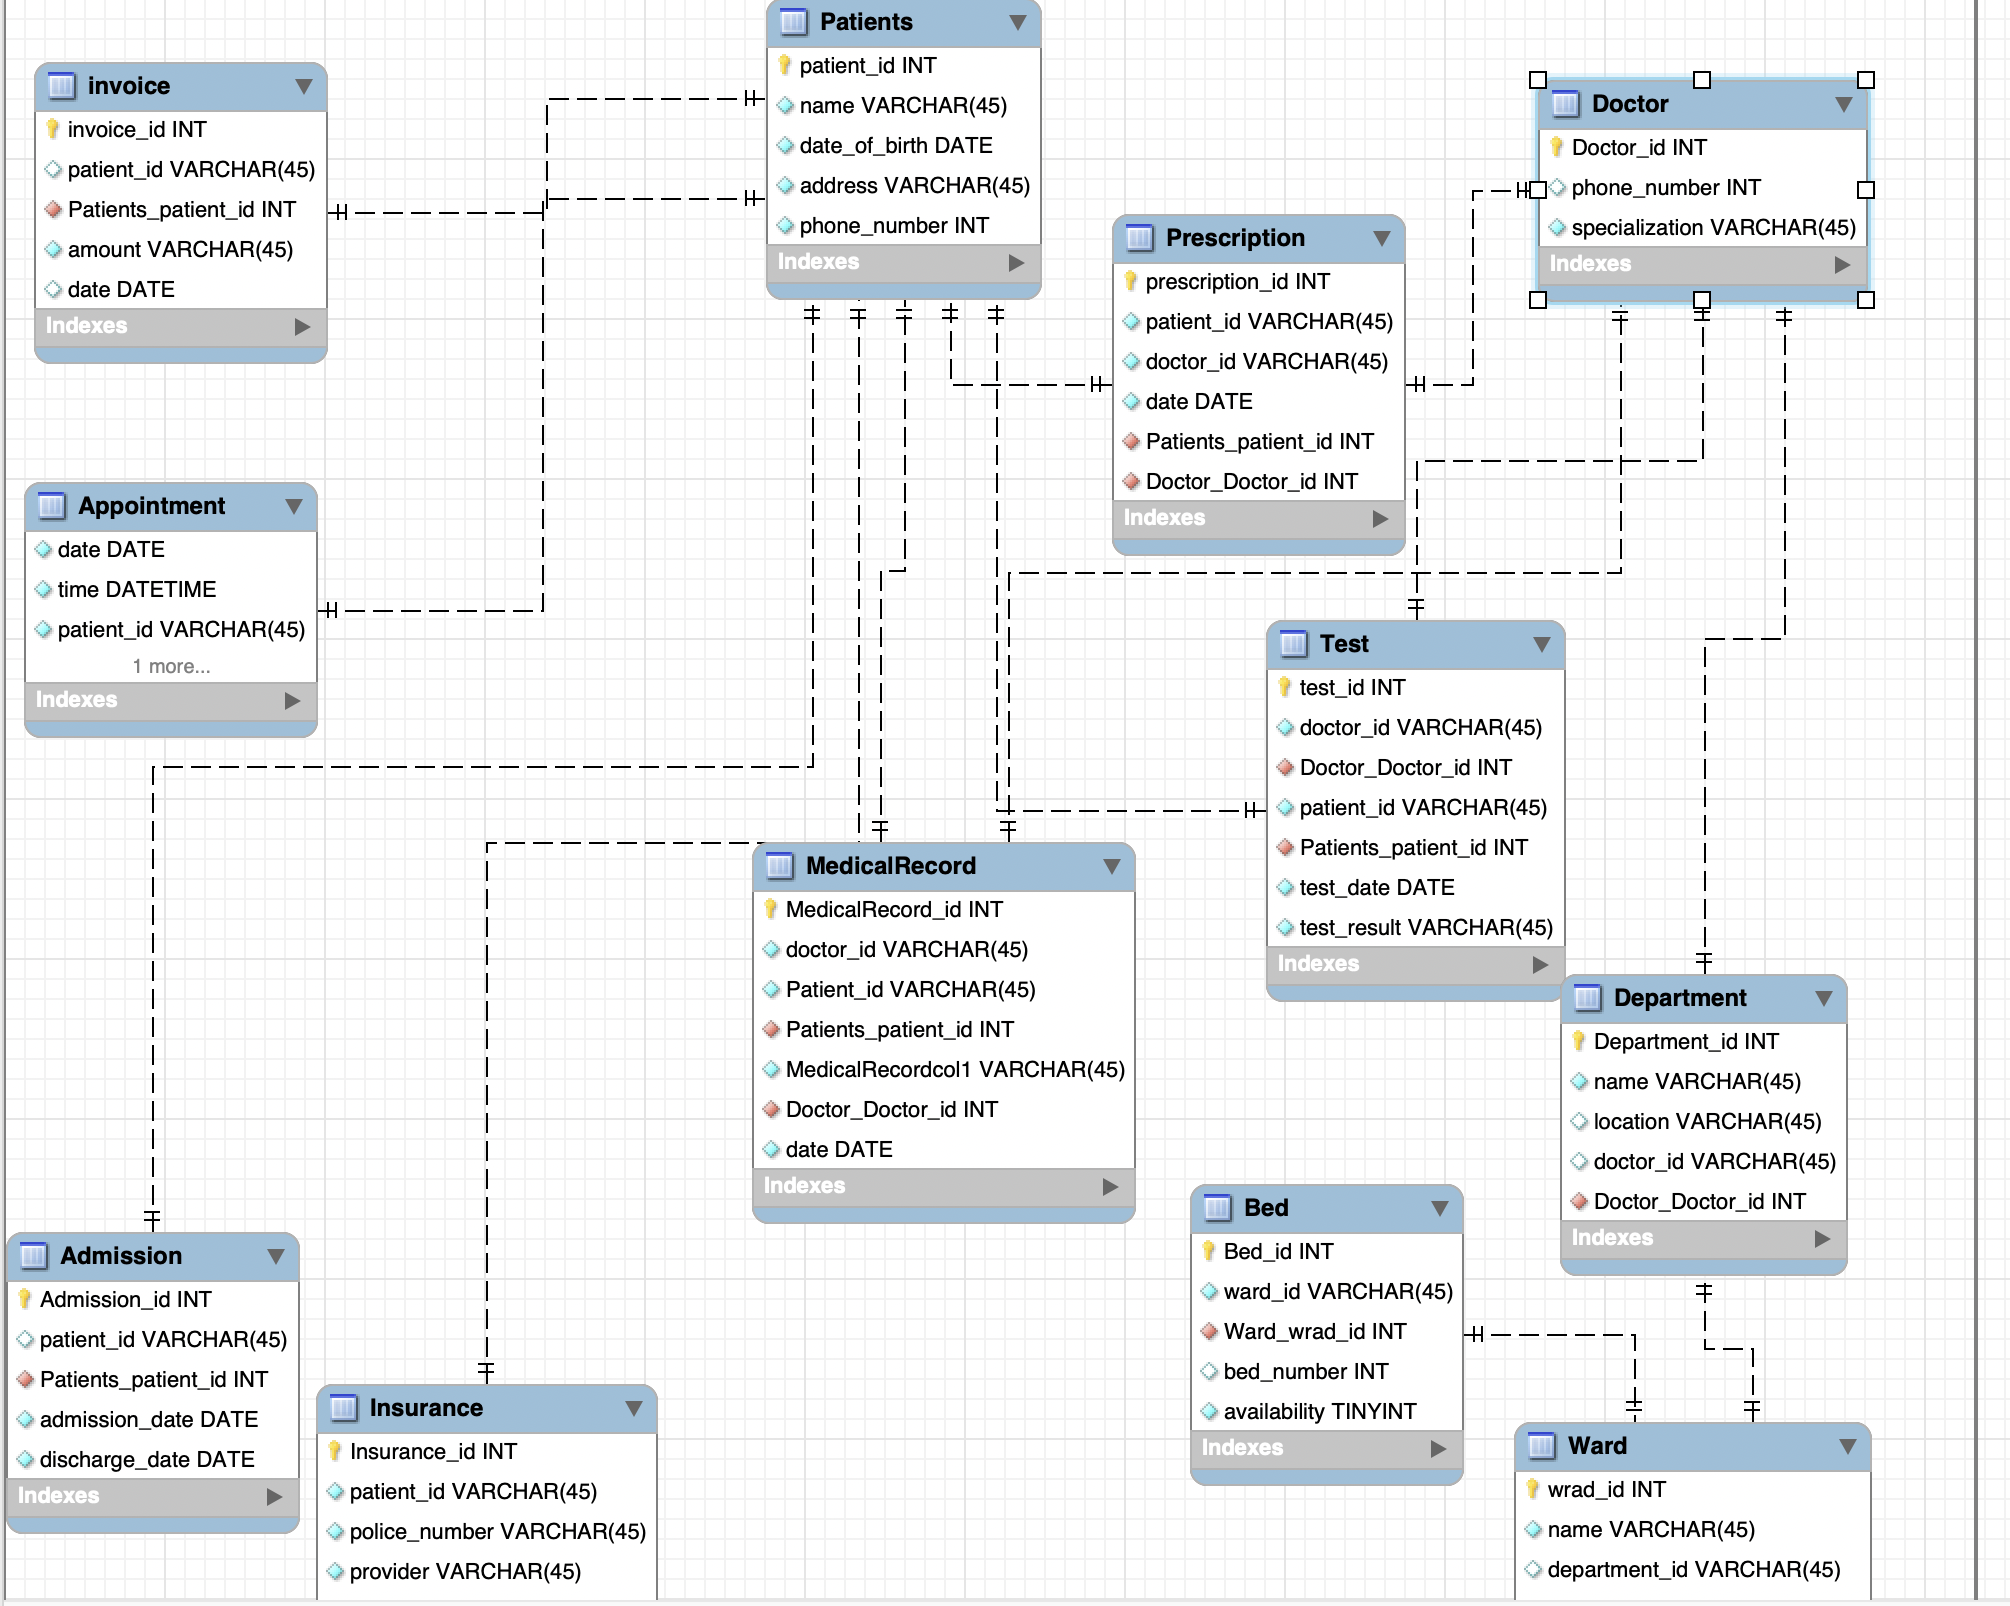 Patients
patient_id INT
name VARCHAR(45)
date_of_birth DATE
address VARCHAR(45)
phone_number INT
Indexes
invoice
invoice_id INT
patient_id VARCHAR(45)
Patients_patient_id INT
amount VARCHAR(45)
date DATE
Indexes
Doctor
Doctor_id INT
phone_number INT
specialization VARCHAR(45)
Indexes
Prescription
prescription_id INT
patient_id VARCHAR(45)
doctor_id VARCHAR(45)
date DATE
Patients_patient_id INT
Doctor_Doctor_id INT
Indexes
Appointment
date DATE
time DATETIME
patient_id VARCHAR(45)
1 more...
Indexes
Test
test_id INT
doctor_id VARCHAR(45)
Doctor_Doctor_id INT
patient_id VARCHAR(45)
Patients_patient_id INT
test_date DATE
test_result VARCHAR(45)
Indexes
MedicalRecord
MedicalRecord_id INT
doctor_id VARCHAR(45)
Patient_id VARCHAR(45)
Patients_patient_id INT
MedicalRecordcol1 VARCHAR(45)
Doctor_Doctor_id INT
date DATE
Indexes
Department
Department_id INT
name VARCHAR(45)
location VARCHAR(45)
doctor_id VARCHAR(45)
Doctor_Doctor_id INT
Indexes
Bed
Bed_id INT
ward_id VARCHAR(45)
Ward_wrad_id INT
bed_number INT
availability TINYINT
Indexes
Admission
Admission_id INT
patient_id VARCHAR(45)
Patients_patient_id INT
admission_date DATE
discharge_date DATE
Indexes
Insurance
Insurance_id INT
patient_id VARCHAR(45)
police_number VARCHAR(45)
provider VARCHAR(45)
Ward
wrad_id INT
name VARCHAR(45)
department_id VARCHAR(45)